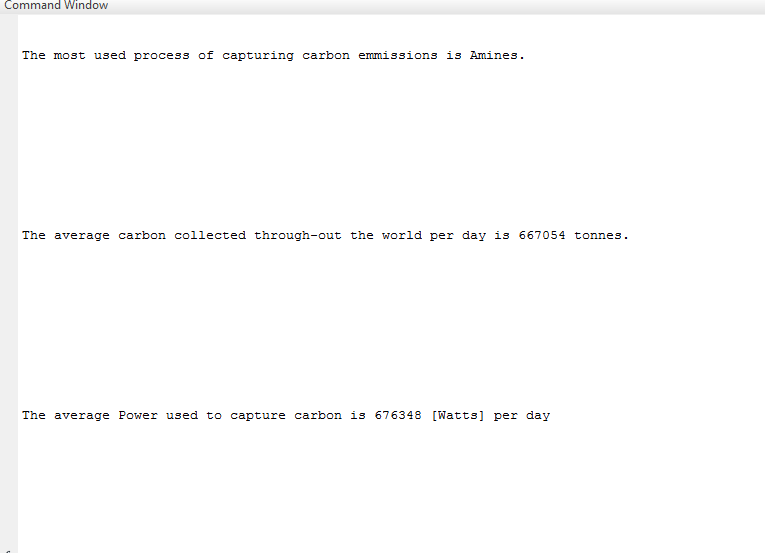 Command Window
The most used process of capturing carbon emmissions is Amines.
The average carbon collected through-out the world per day is 667054 tonnes.
The average Power used to capture carbon is 676348 [Watts] per day